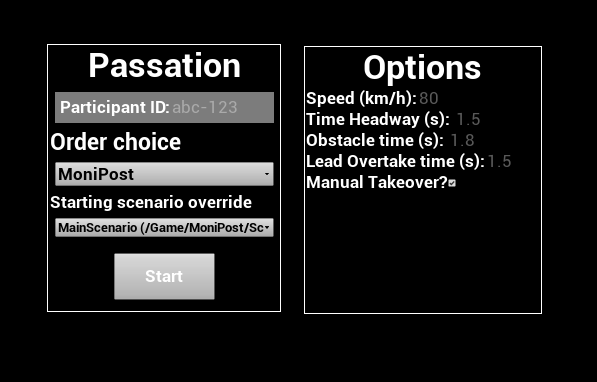 Passation
Participant ID: abc-123
Order choice
MoniPost
Starting scenario override
MainScenario (/Game/MoniPost/Sc
Start
Options
Speed (km/h): 80
Time Headway (s): 1.5
Obstacle time (s): 1.8
Lead Overtake time (s): 1.5
Manual Takeover?